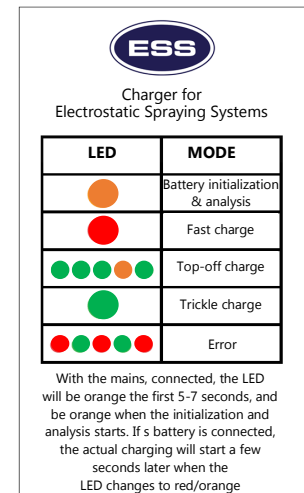 ESS
Charger for
Electrostatic Spraying Systems
LED MODE
Battery initialization
& analysis
Fast charge
Top-off charge
Trickle charge
Error
With the mains, connected, the LED
will be orange the first 5-7 seconds, and
be orange when the initialization and
analysis starts. If s battery is connected,
the actual charging will start a few
seconds later when the
LED changes to red/orange